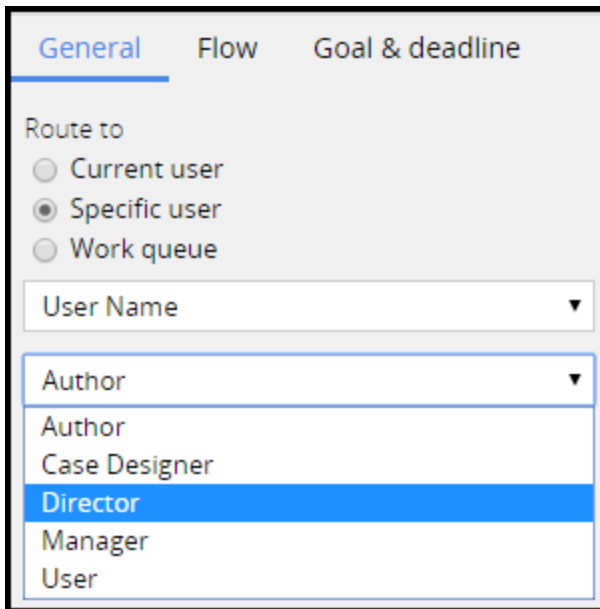 General Flow Goal & deadline
Route to
Current user
Specific user
Work queue
User Name
Author
Author
Case Designer
Director
Manager
User